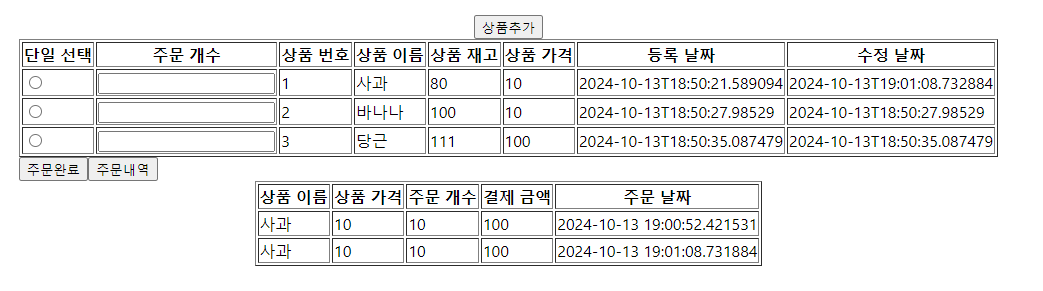 상품추가
단일 선택 주문 개수 상품 번호 상품 이름 상품 재고 상품 가격 등록 날짜 수정 날짜
1 사과 80 10 2024-10-13T18:50:21.589094 2024-10-13T19:01:08.732884
2 바나나 100 10 2024-10-13T18:50:27.98529 2024-10-13T18:50:27.98529
3 당근 111 100 2024-10-13T18:50:35.087479 2024-10-13T18:50:35.087479
주문완료 주문내역
상품 이름 상품 가격 주문 개수 결제 금액 주문 날짜
사과 10 10 100 2024-10-13 19:00:52.421531
사과 10 10 100 2024-10-13 19:01:08.731884